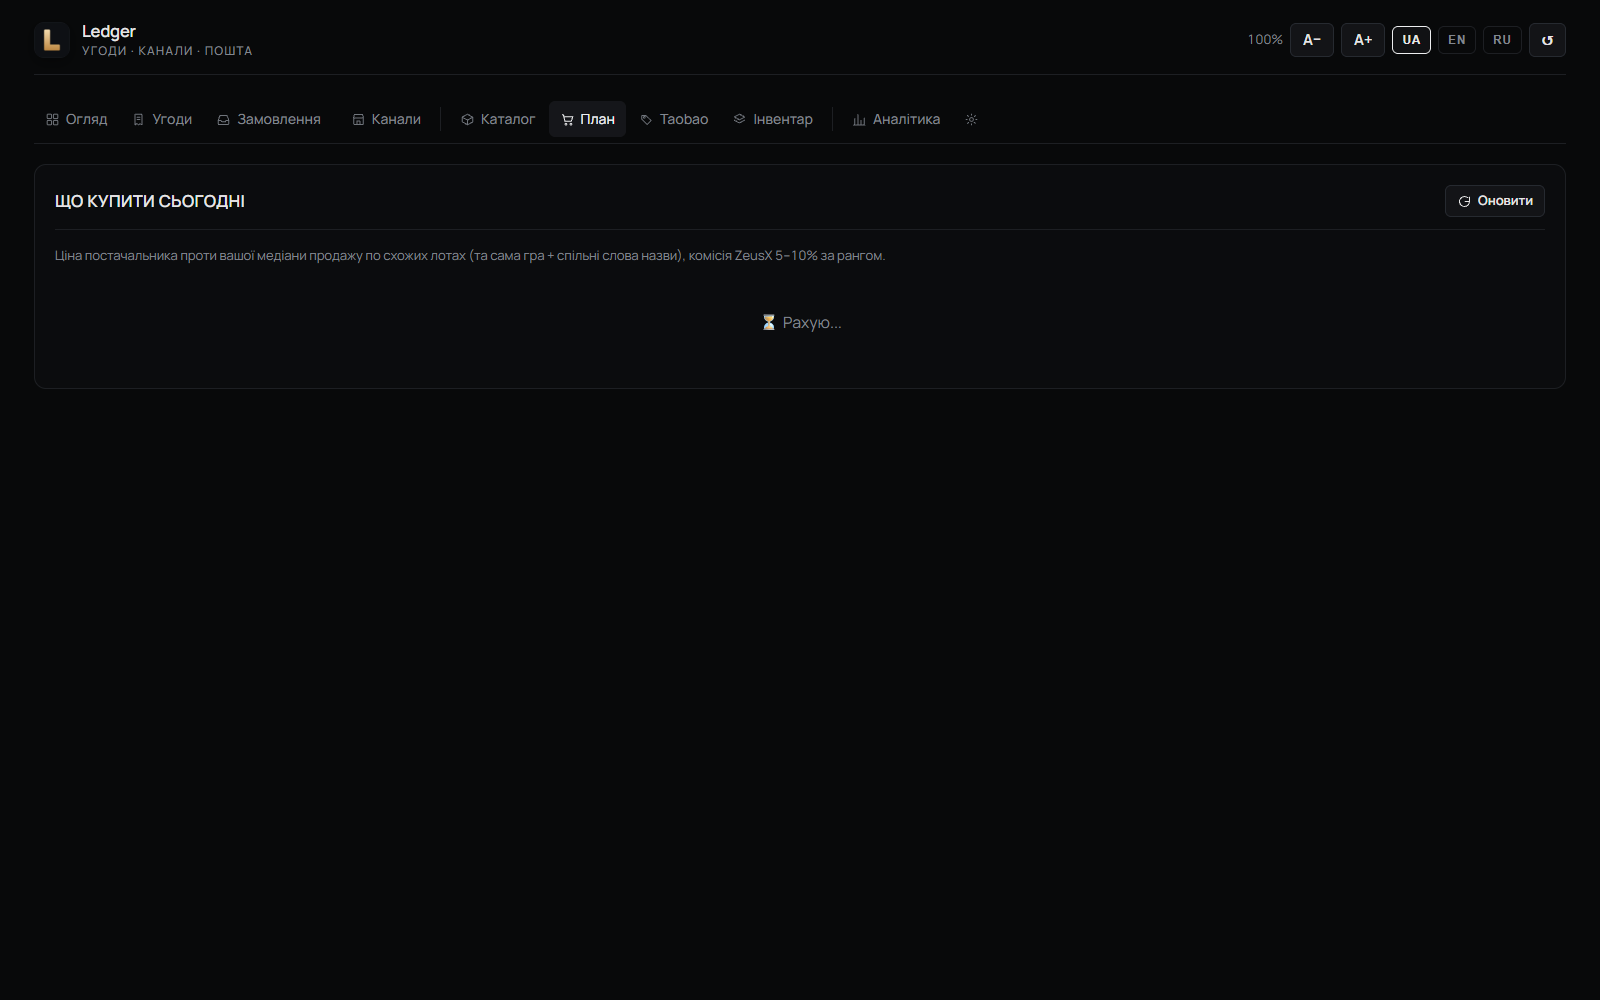 Ledger
УГОДИ · КАНАЛИ · ПОШТА
100% A− A+ UA EN RU ↺
Огляд Угоди Замовлення Канали Каталог План Taobao Інвентар Аналітика
ЩО КУПИТИ СЬОГОДНІ
Оновити
Ціна постачальника проти вашої медіани продажу по схожих лотах (та сама гра + спільні слова назви), комісія ZeusX 5–10% за рангом.
⏳ Рахую...